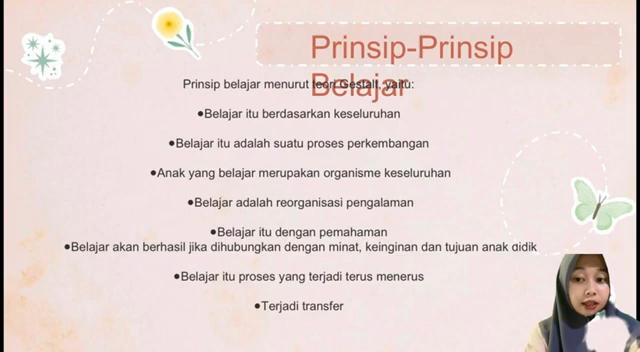 Prinsip-Prinsip
Belajar
Prinsip belajar menurut teori Gestalt, yaitu:
●Belajar itu berdasarkan keseluruhan
●Belajar itu adalah suatu proses perkembangan
●Anak yang belajar merupakan organisme keseluruhan
●Belajar adalah reorganisasi pengalaman
●Belajar itu dengan pemahaman
●Belajar akan berhasil jika dihubungkan dengan minat, keinginan dan tujuan anak didik
●Belajar itu proses yang terjadi terus menerus
●Terjadi transfer